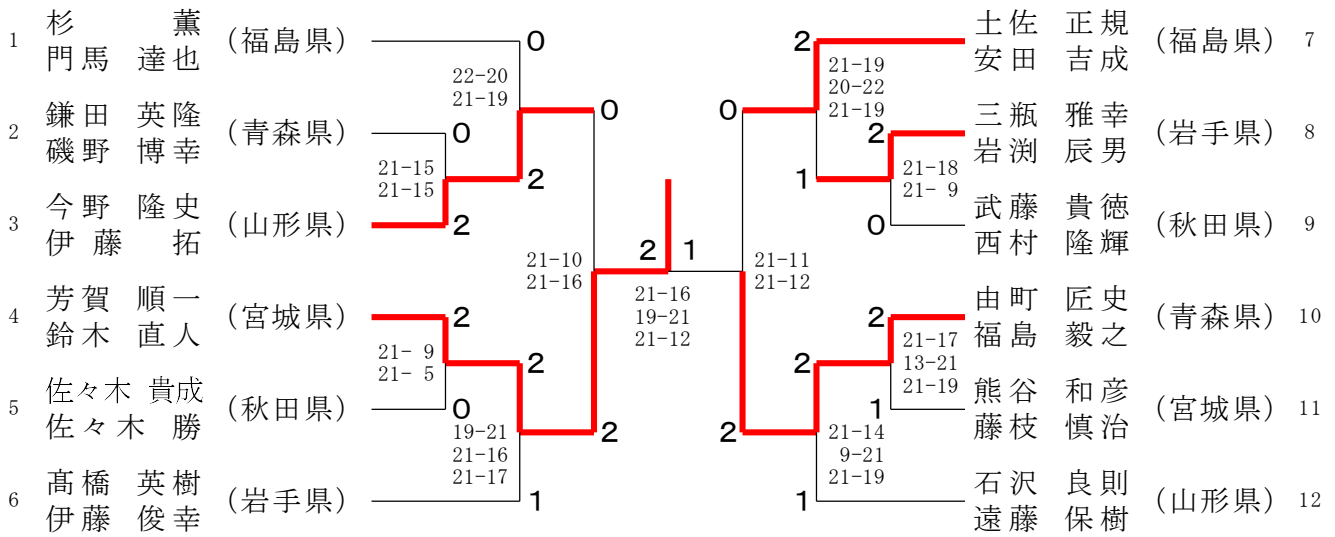 1 杉 薫 (福島県)
門馬 達也
0
22-20
21-19
0
2 鎌田 英隆 (青森県)
磯野 博幸
0
21-15
21-15
2
3 今野 隆史 (山形県)
伊藤 拓
2
21-10
21-16
4 芳賀 順一 (宮城県)
鈴木 直人
2
21- 9
21- 5
2
5 佐々木 貴成 (秋田県)
佐々木 勝
0
19-21
21-16
21-17
2
6 髙橋 英樹 (岩手県)
伊藤 俊幸
1
2 1
21-16
19-21
21-12
土佐 正規 (福島県) 7
安田 吉成
2
21-19
20-22
21-19
0
三瓶 雅幸 (岩手県) 8
岩渕 辰男
2
21-18
21- 9
1
武藤 貴徳 (秋田県) 9
西村 隆輝
0
21-11
21-12
由町 匠史 (青森県) 10
福島 毅之
2
21-17
13-21
21-19
2
熊谷 和彦 (宮城県) 11
藤枝 慎治
1
21-14
9-21
21-19
2
石沢 良則 (山形県) 12
遠藤 保樹
1